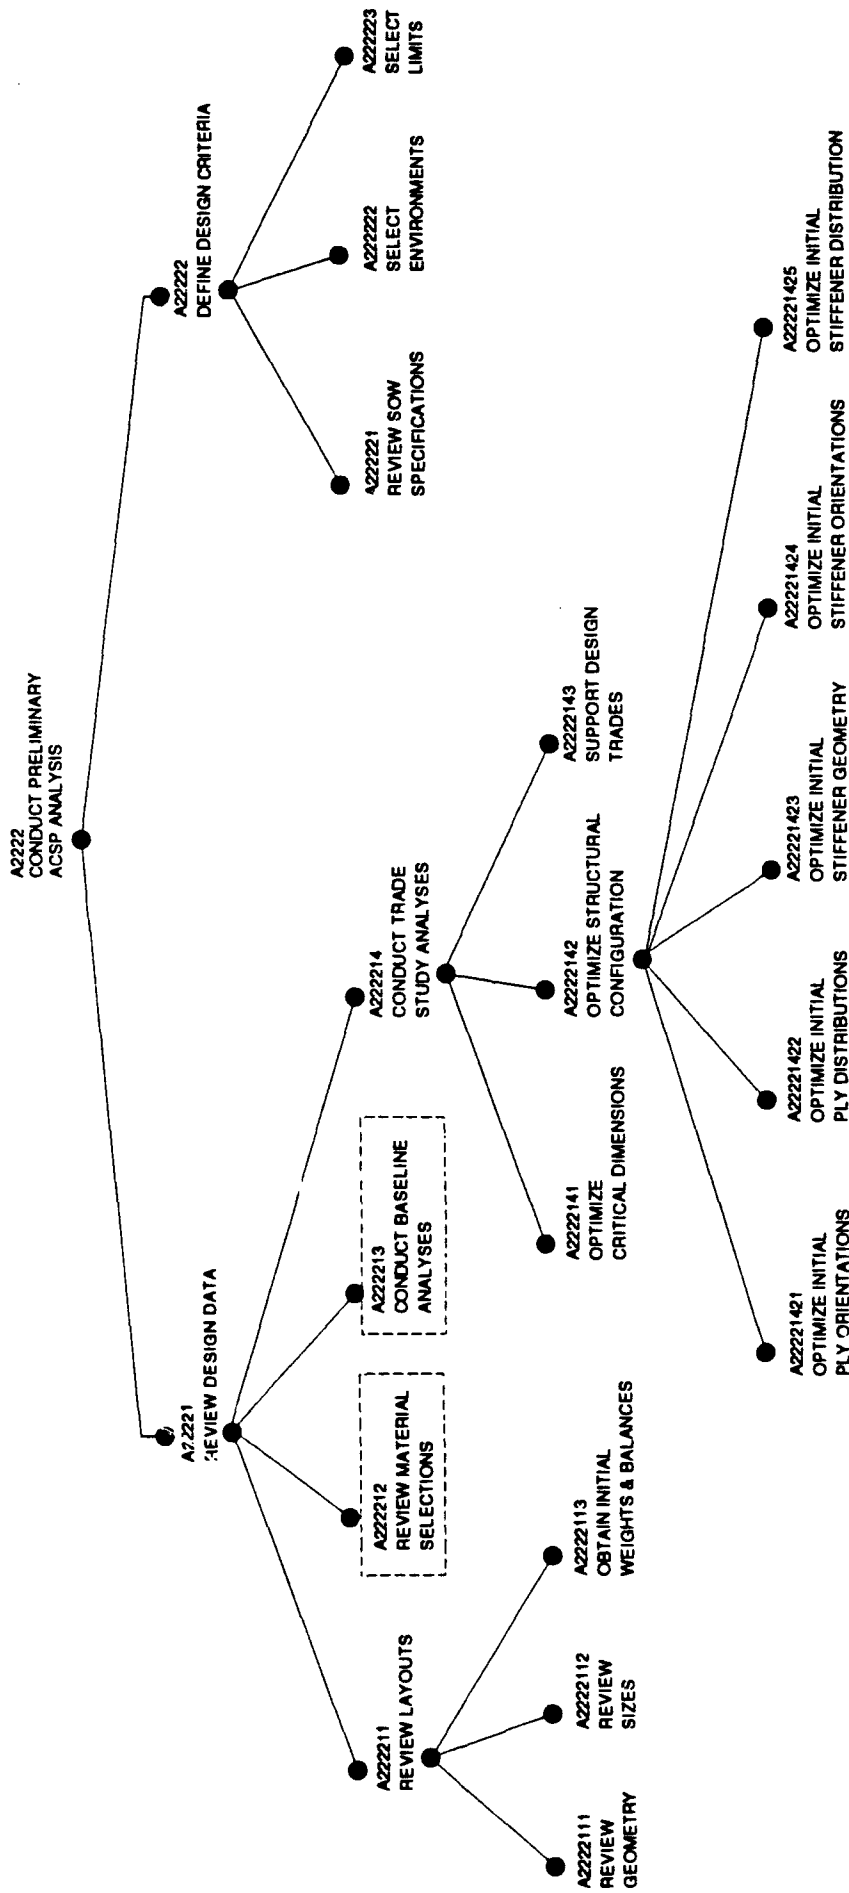 A2222
CONDUCT PRELIMINARY
ACSP ANALYSIS
A22221
REVIEW DESIGN DATA
A22222
DEFINE DESIGN CRITERIA
A222211
REVIEW LAYOUTS
A222212
REVIEW MATERIAL
SELECTIONS
A222213
CONDUCT BASELINE
ANALYSES
A222214
CONDUCT TRADE
STUDY ANALYSES
A222221
REVIEW SOW
SPECIFICATIONS
A222222
SELECT
ENVIRONMENTS
A222223
SELECT
LIMITS
A2222111
REVIEW
GEOMETRY
A2222112
REVIEW
SIZES
A2222113
OBTAIN INITIAL
WEIGHTS & BALANCES
A2222141
OPTIMIZE
CRITICAL DIMENSIONS
A2222142
OPTIMIZE STRUCTURAL
CONFIGURATION
A2222143
SUPPORT DESIGN
TRADES
A22221421
OPTIMIZE INITIAL
PLY ORIENTATIONS
A22221422
OPTIMIZE INITIAL
PLY DISTRIBUTIONS
A22221423
OPTIMIZE INITIAL
STIFFENER GEOMETRY
A22221424
OPTIMIZE INITIAL
STIFFENER ORIENTATIONS
A22221425
OPTIMIZE INITIAL
STIFFENER DISTRIBUTION